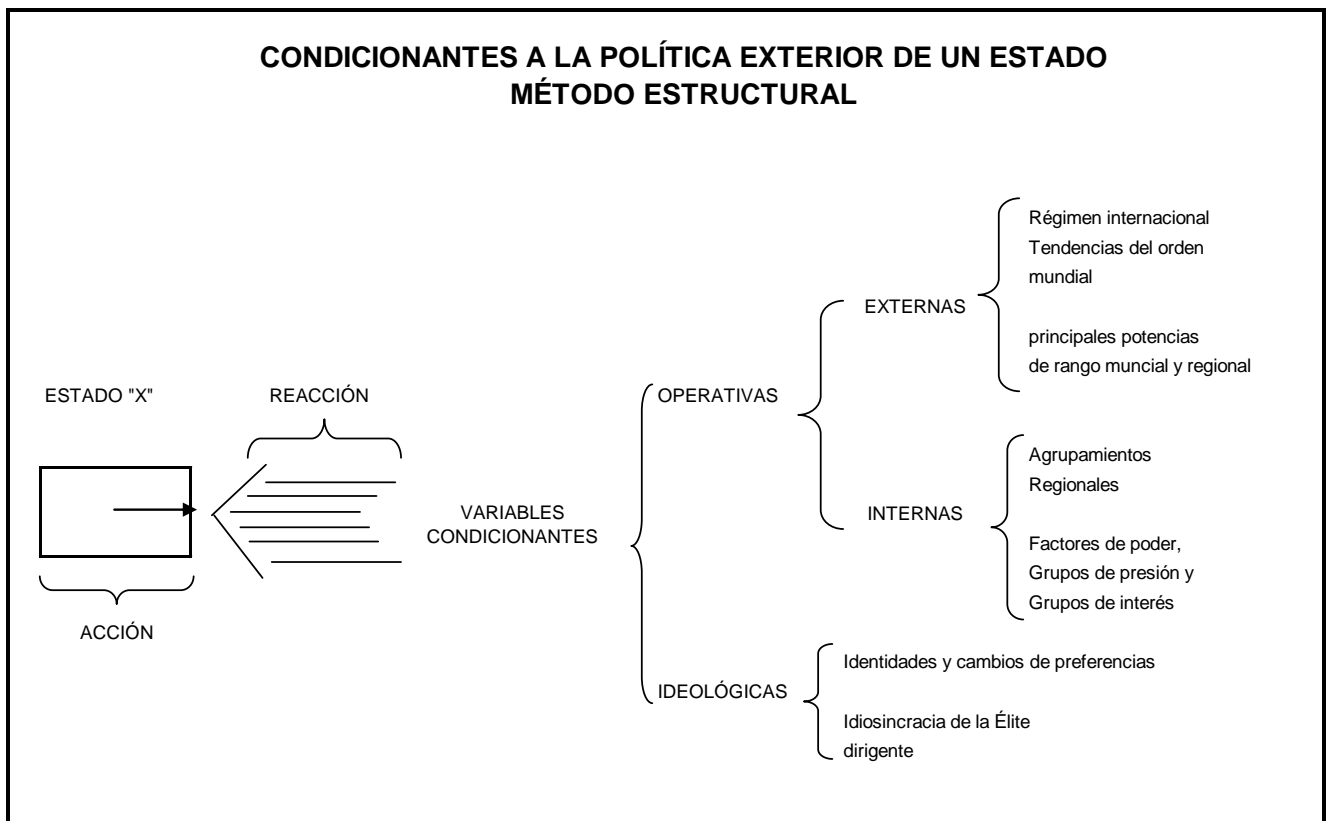 CONDICIONANTES A LA POLÍTICA EXTERIOR DE UN ESTADO
MÉTODO ESTRUCTURAL
ESTADO "X"
ACCIÓN
REACCIÓN
VARIABLES
CONDICIONANTES
OPERATIVAS
EXTERNAS
Régimen internacional
Tendencias del orden
mundial
principales potencias
de rango muncial y regional
INTERNAS
Agrupamientos
Regionales
Factores de poder,
Grupos de presión y
Grupos de interés
IDEOLÓGICAS
Identidades y cambios de preferencias
Idiosincracia de la Élite
dirigente